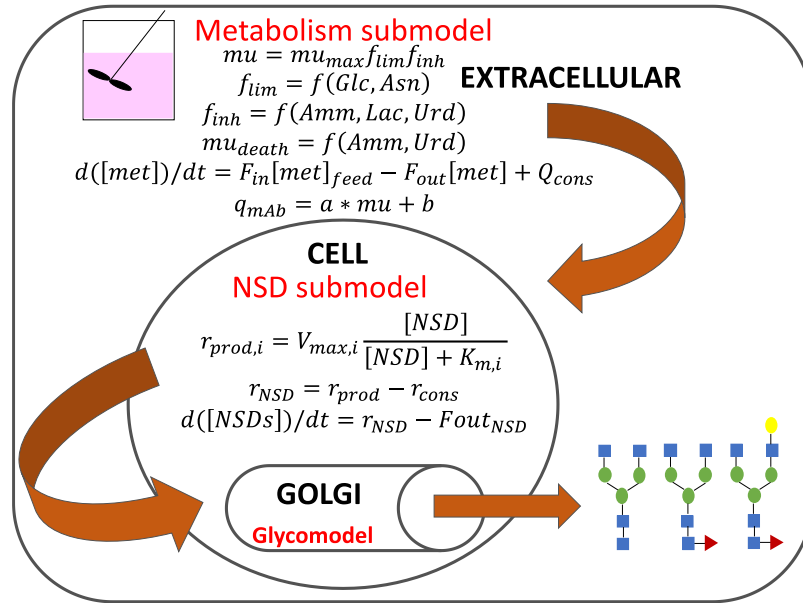 Metabolism submodel
mu = mu_max f_lim f_inh
EXTRACELLULAR
f_lim = f(Glc, Asn)
f_inh = f(Amm, Lac, Urd)
mu_death = f(Amm, Urd)
d([met])/dt = F_in[met]_feed − F_out[met] + Q_cons
q_mAb = a * mu + b
CELL
NSD submodel
r_prod,i = V_max,i [NSD] / ([NSD] + K_m,i)
r_NSD = r_prod − r_cons
d([NSDs])/dt = r_NSD − Fout_NSD
GOLGI
Glycomodel